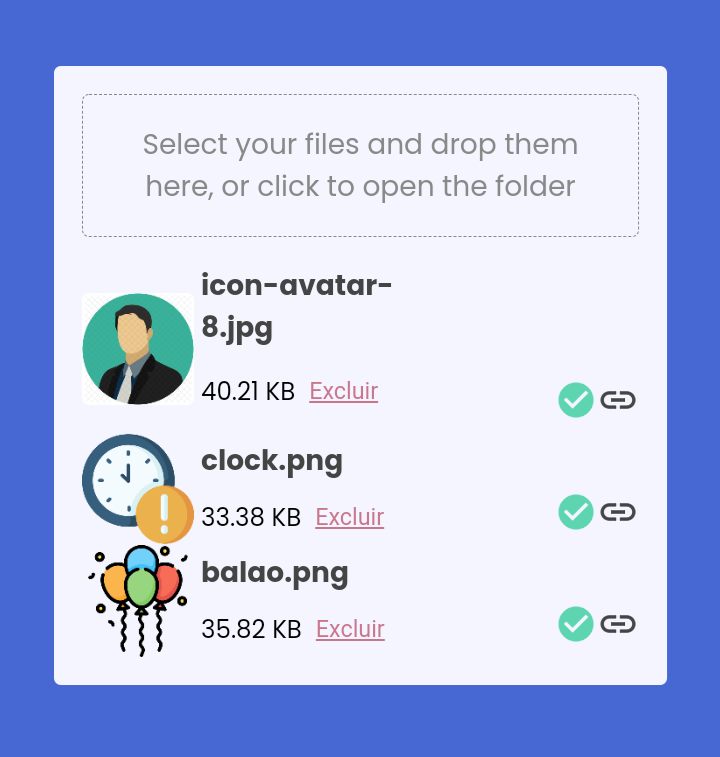 Select your files and drop them
here, or click to open the folder
icon-avatar-
8.jpg
40.21 KB Excluir
clock.png
33.38 KB Excluir
balao.png
35.82 KB Excluir